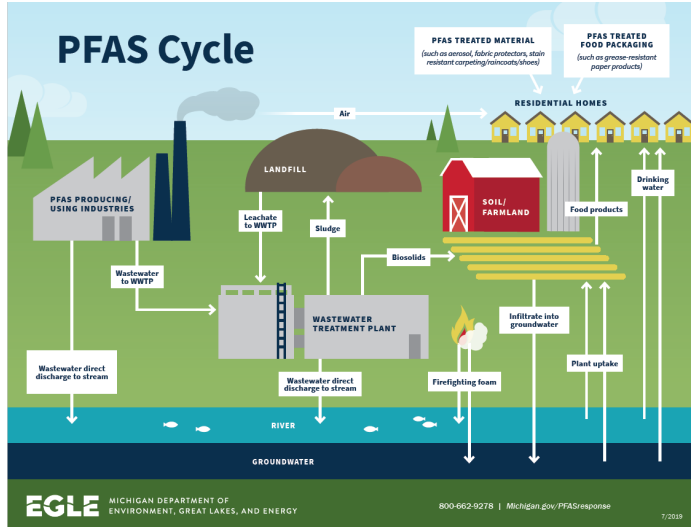 PFAS Cycle
PFAS TREATED MATERIAL
(such as aerosol, fabric protectors, stain
resistant carpeting/raincoats/shoes)
PFAS TREATED
FOOD PACKAGING
(such as grease-resistant
paper products)
RESIDENTIAL HOMES
Air
LANDFILL
PFAS PRODUCING/
USING INDUSTRIES
SOIL/
FARMLAND
Drinking
water
Food products
Leachate
to WWTP
Sludge
Biosolids
Wastewater
to WWTP
WASTEWATER
TREATMENT PLANT
Infiltrate into
groundwater
Plant uptake
Wastewater direct
discharge to stream
Wastewater direct
discharge to stream
Firefighting foam
RIVER
GROUNDWATER
EGLE
MICHIGAN DEPARTMENT OF
ENVIRONMENT, GREAT LAKES, AND ENERGY
800-662-9278 | Michigan.gov/PFASresponse
7/2019